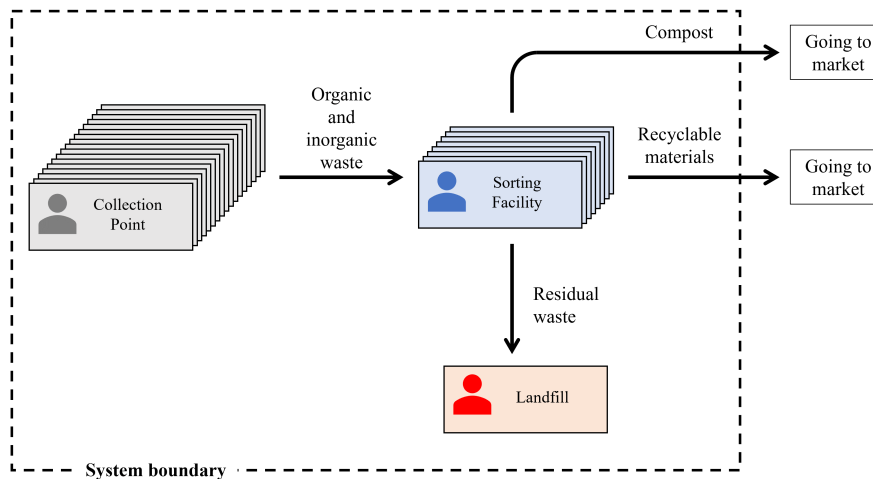 Compost
Going to
market
Organic
and
inorganic
waste
Recyclable
materials
Going to
market
Collection
Point
Sorting
Facility
Residual
waste
Landfill
System boundary